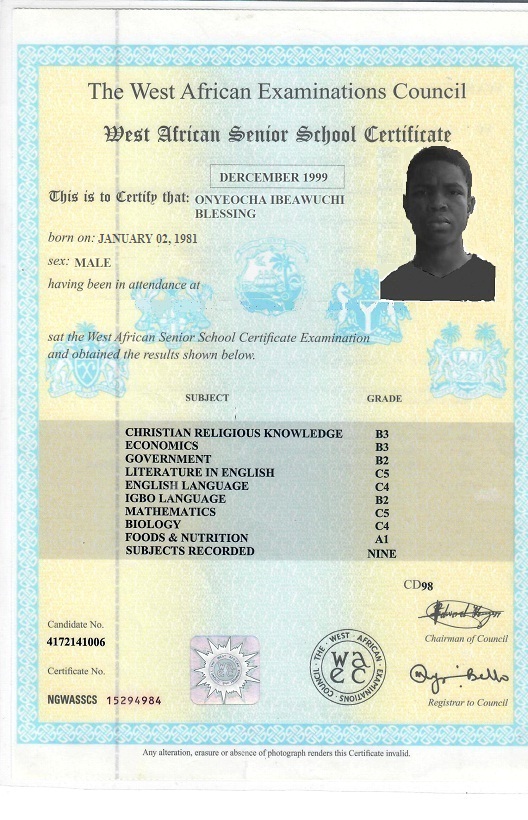 The West African Examinations Council
West African Senior School Certificate
DERCEMBER 1999
This is to Certify that: ONYEOCHA IBEAWUCHI
BLESSING
born on: JANUARY 02, 1981
sex: MALE
having been in attendance at
sat the West African Senior School Certificate Examination
and obtained the results shown below.
SUBJECT GRADE
CHRISTIAN RELIGIOUS KNOWLEDGE B3
ECONOMICS B3
GOVERNMENT B2
LITERATURE IN ENGLISH C5
ENGLISH LANGUAGE C4
IGBO LANGUAGE B2
MATHEMATICS C5
BIOLOGY C4
FOODS & NUTRITION A1
SUBJECTS RECORDED NINE
CD98
Candidate No.
4172141006
Chairman of Council
Certificate No.
NGWASSCS 15294984
THE WEST AFRICAN EXAMINATIONS COUNCIL
waec
Bello
Registrar to Council
Any alteration, erasure or absence of photograph renders this Certificate invalid.